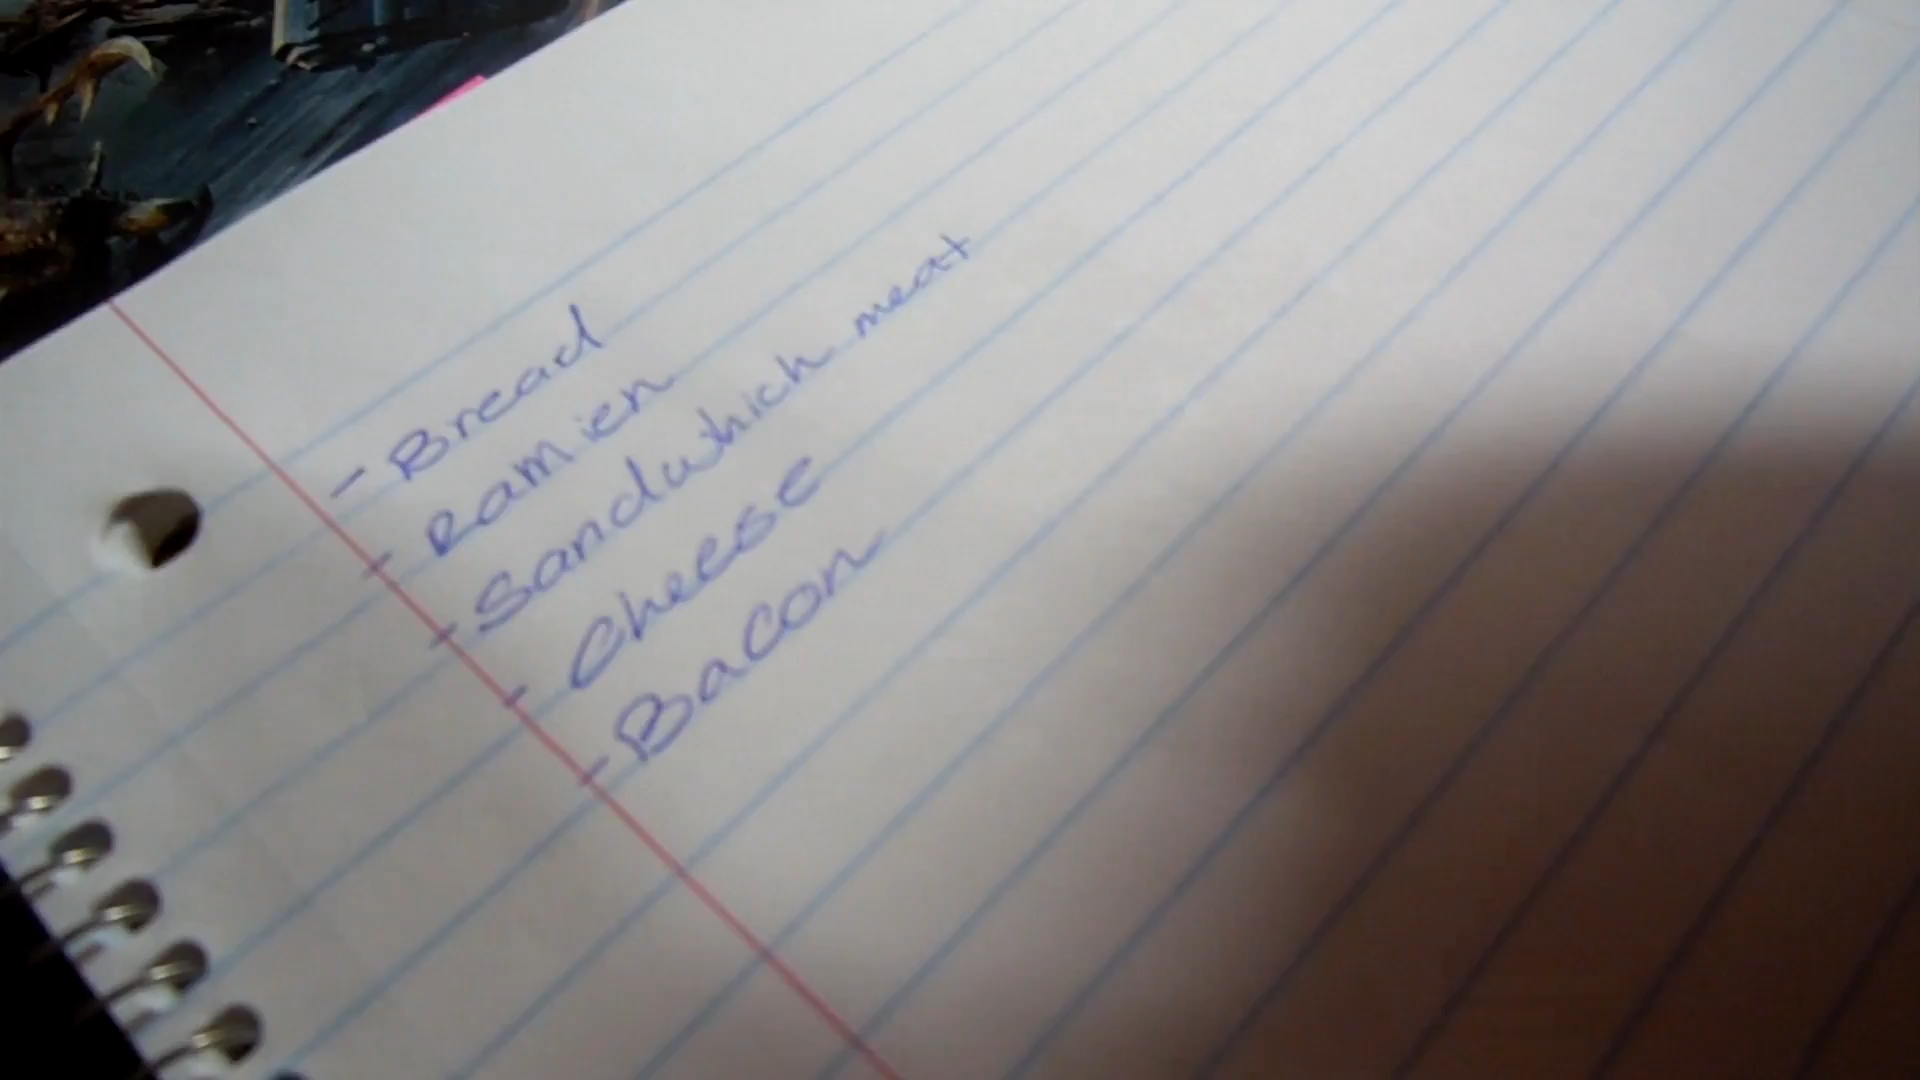 - Bread
- Ramien
- Sandwhich meat
- Cheese
- Bacon